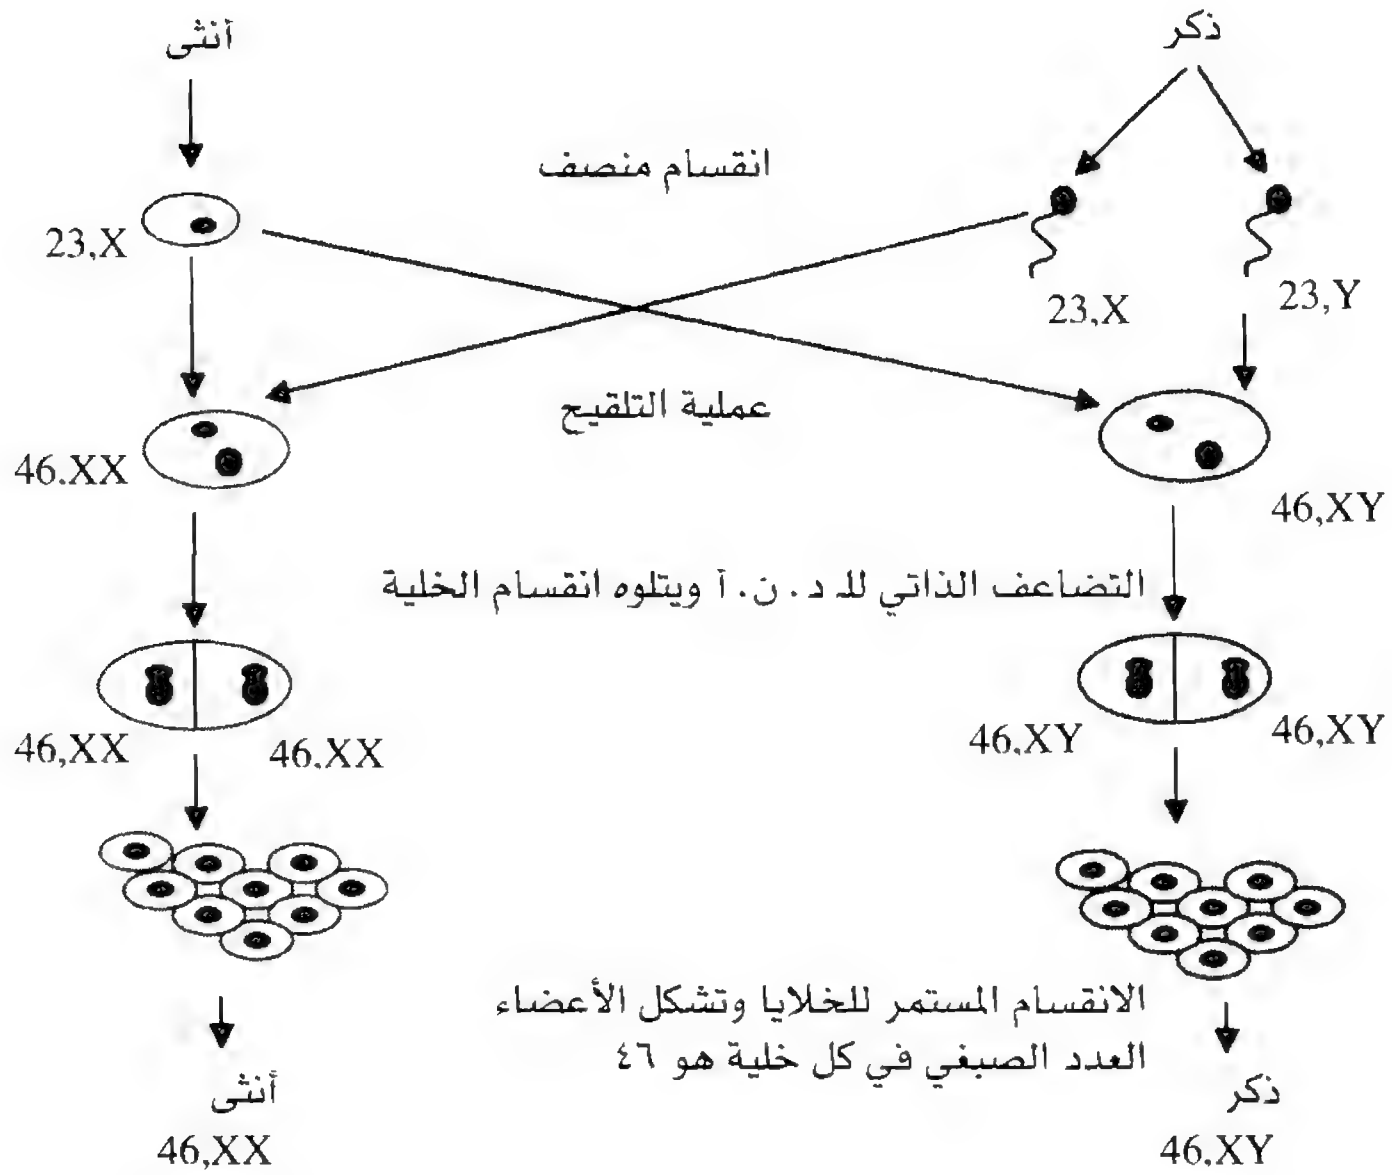 ذكر
أنثى
انقسام منصف
23,X
23,X
23,Y
عملية التلقيح
46.XX
46,XY
التضاعف الذاتي للـ د. ن. آ ويتلوه انقسام الخلية
46,XX
46,XX
46,XY
46,XY
الانقسام المستمر للخلايا وتشكل الأعضاء
العدد الصبغي في كل خلية هو ٤٦
ذكر
46,XY
أنثى
46,XX